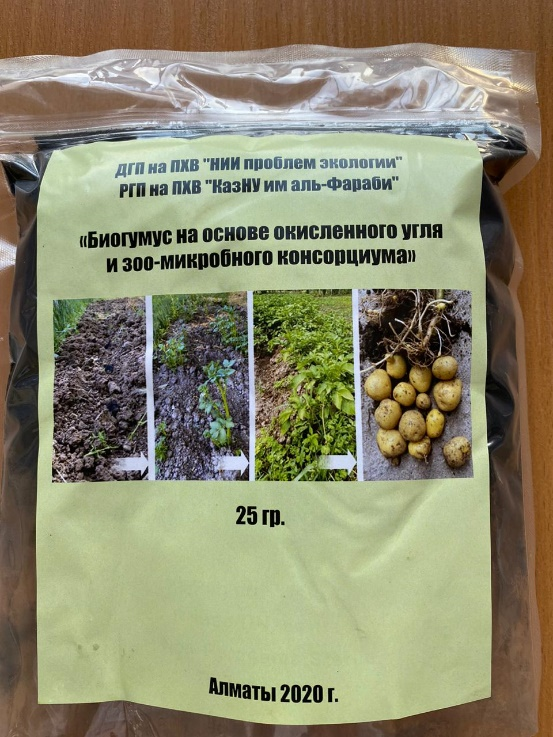 ДГП на ПХВ "НИИ проблем экологии"
РГП на ПХВ "КазНУ им аль-Фараби"
«Биогумус на основе окисленного угля
и зоо-микробного консорциума»
25 гр.
Алматы 2020 г.